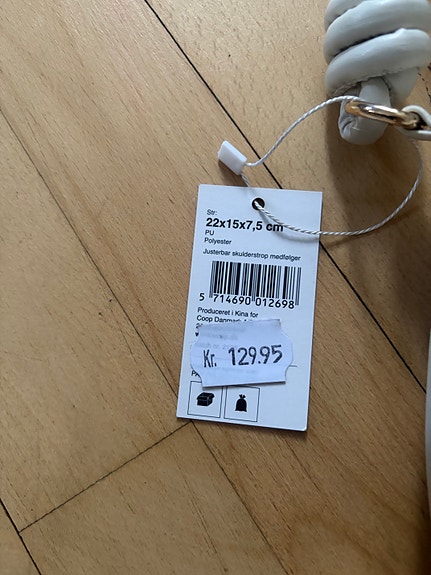 Str:
22x15x7,5 cm
PU
Polyester
Justerbar skulderstrop medfølger
5 714690 012698
Produceret i Kina for
Coop Danmark
Kr. 129.95